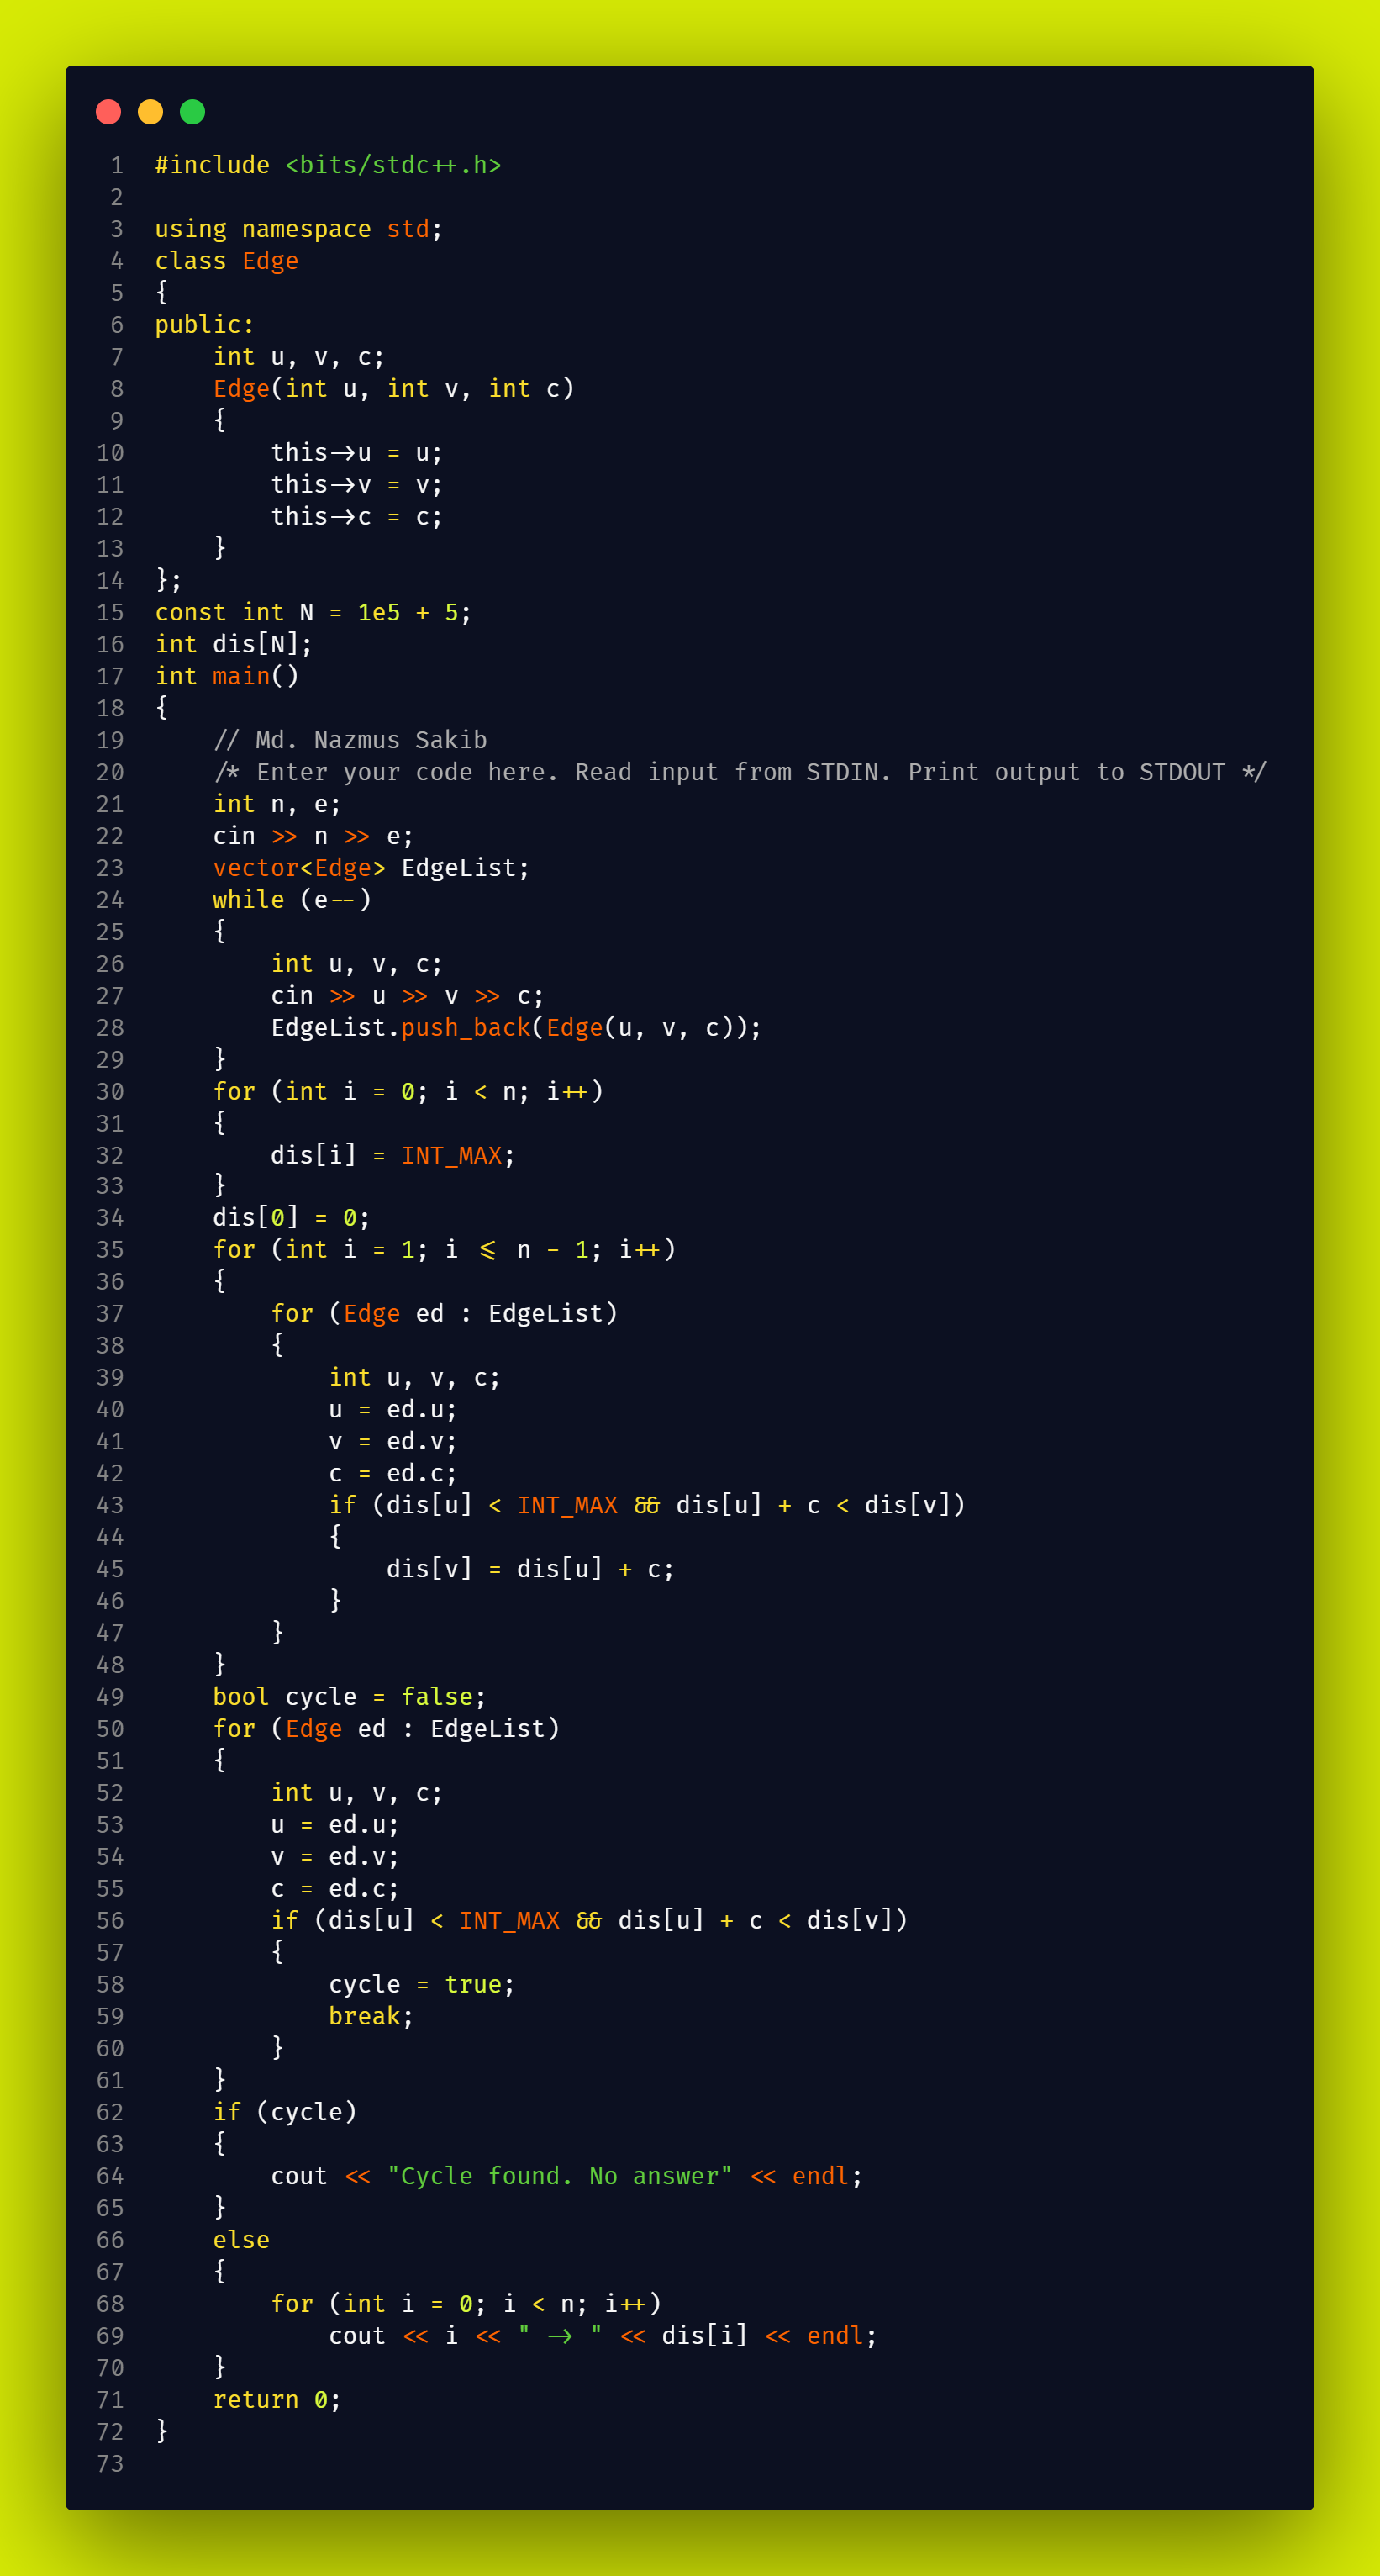 1 #include <bits/stdc++.h>
2
3 using namespace std;
4 class Edge
5 {
6 public:
7     int u, v, c;
8     Edge(int u, int v, int c)
9     {
10         this->u = u;
11         this->v = v;
12         this->c = c;
13     }
14 };
15 const int N = 1e5 + 5;
16 int dis[N];
17 int main()
18 {
19     // Md. Nazmus Sakib
20     /* Enter your code here. Read input from STDIN. Print output to STDOUT */
21     int n, e;
22     cin >> n >> e;
23     vector<Edge> EdgeList;
24     while (e--)
25     {
26         int u, v, c;
27         cin >> u >> v >> c;
28         EdgeList.push_back(Edge(u, v, c));
29     }
30     for (int i = 0; i < n; i++)
31     {
32         dis[i] = INT_MAX;
33     }
34     dis[0] = 0;
35     for (int i = 1; i <= n - 1; i++)
36     {
37         for (Edge ed : EdgeList)
38         {
39             int u, v, c;
40             u = ed.u;
41             v = ed.v;
42             c = ed.c;
43             if (dis[u] < INT_MAX && dis[u] + c < dis[v])
44             {
45                 dis[v] = dis[u] + c;
46             }
47         }
48     }
49     bool cycle = false;
50     for (Edge ed : EdgeList)
51     {
52         int u, v, c;
53         u = ed.u;
54         v = ed.v;
55         c = ed.c;
56         if (dis[u] < INT_MAX && dis[u] + c < dis[v])
57         {
58             cycle = true;
59             break;
60         }
61     }
62     if (cycle)
63     {
64         cout << "Cycle found. No answer" << endl;
65     }
66     else
67     {
68         for (int i = 0; i < n; i++)
69             cout << i << " -> " << dis[i] << endl;
70     }
71     return 0;
72 }
73